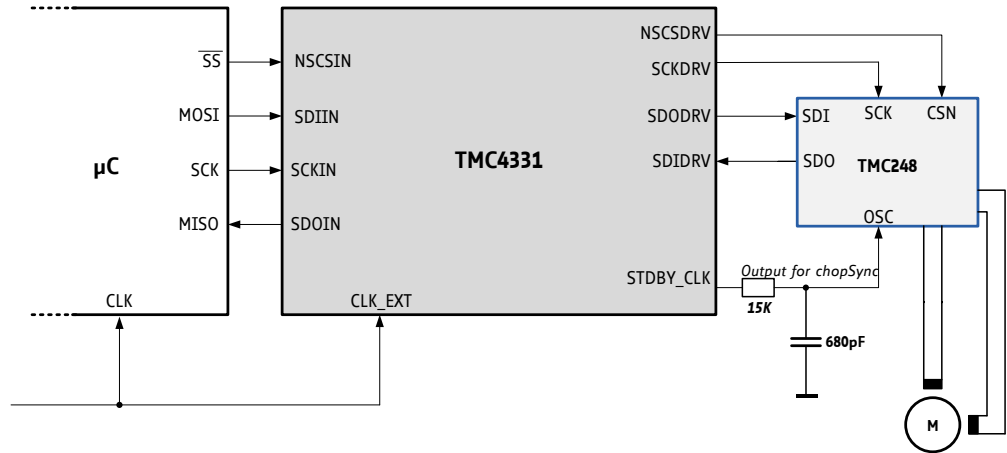 NSCSDRV
SS NSCSIN
SCKDRV
MOSI SDIIN
SDODRV SDI SCK CSN
µC TMC4331
SCK SCKIN
SDIDRV SDO TMC248
MISO SDOIN
OSC
STDBY_CLK Output for chopSync
CLK CLK_EXT
15K
680pF
M